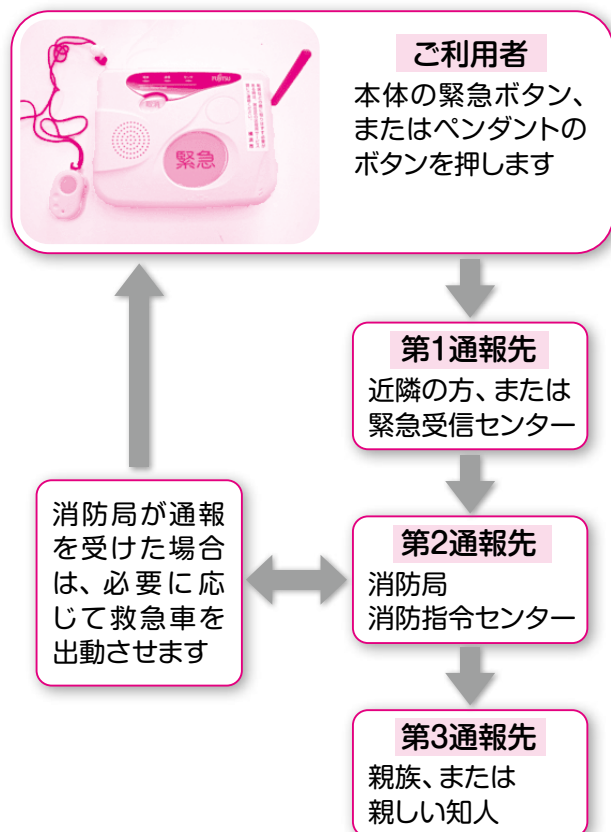 ご利用者
本体の緊急ボタン、
またはペンダントの
ボタンを押します
FUJITSU
取消
緊急
第1通報先
近隣の方、または
緊急受信センター
第2通報先
消防局
消防指令センター
消防局が通報
を受けた場合
は、必要に応
じて救急車を
出動させます
第3通報先
親族、または
親しい知人